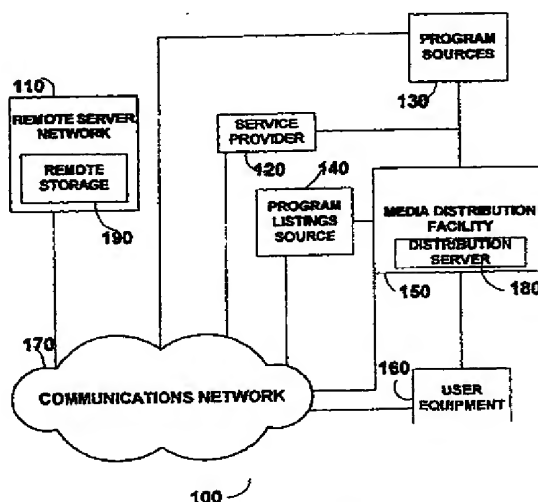 PROGRAM
SOURCES
130
110
REMOTE SERVER
NETWORK
REMOTE
STORAGE
190
SERVICE
PROVIDER
120
140
PROGRAM
LISTINGS
SOURCE
MEDIA DISTRIBUTION
FACILITY
DISTRIBUTION
SERVER
150
180
170
COMMUNICATIONS NETWORK
160
USER
EQUIPMENT
100